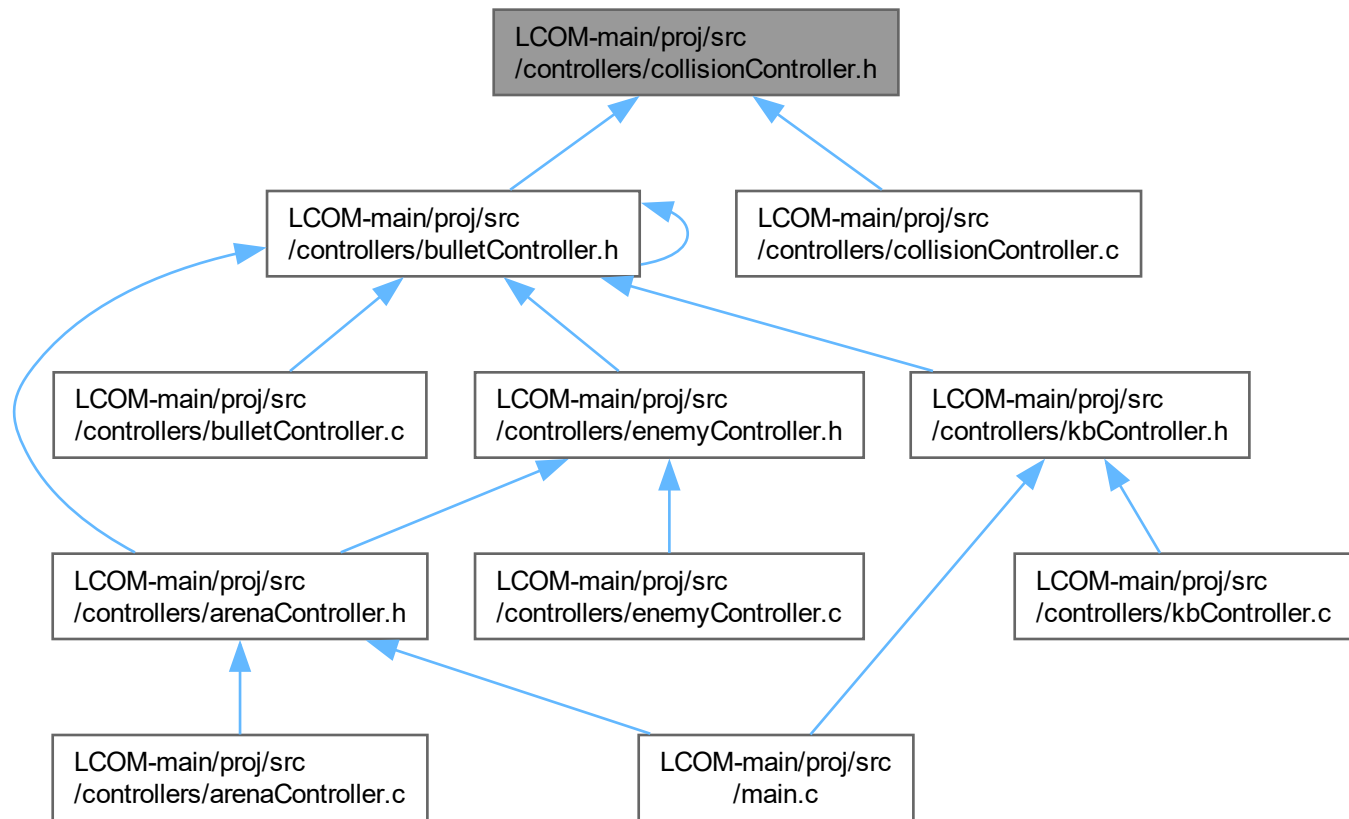 LCOM-main/proj/src
/controllers/collisionController.h
LCOM-main/proj/src
/controllers/bulletController.h
LCOM-main/proj/src
/controllers/collisionController.c
LCOM-main/proj/src
/controllers/bulletController.c
LCOM-main/proj/src
/controllers/enemyController.h
LCOM-main/proj/src
/controllers/kbController.h
LCOM-main/proj/src
/controllers/arenaController.h
LCOM-main/proj/src
/controllers/enemyController.c
LCOM-main/proj/src
/controllers/kbController.c
LCOM-main/proj/src
/controllers/arenaController.c
LCOM-main/proj/src
/main.c